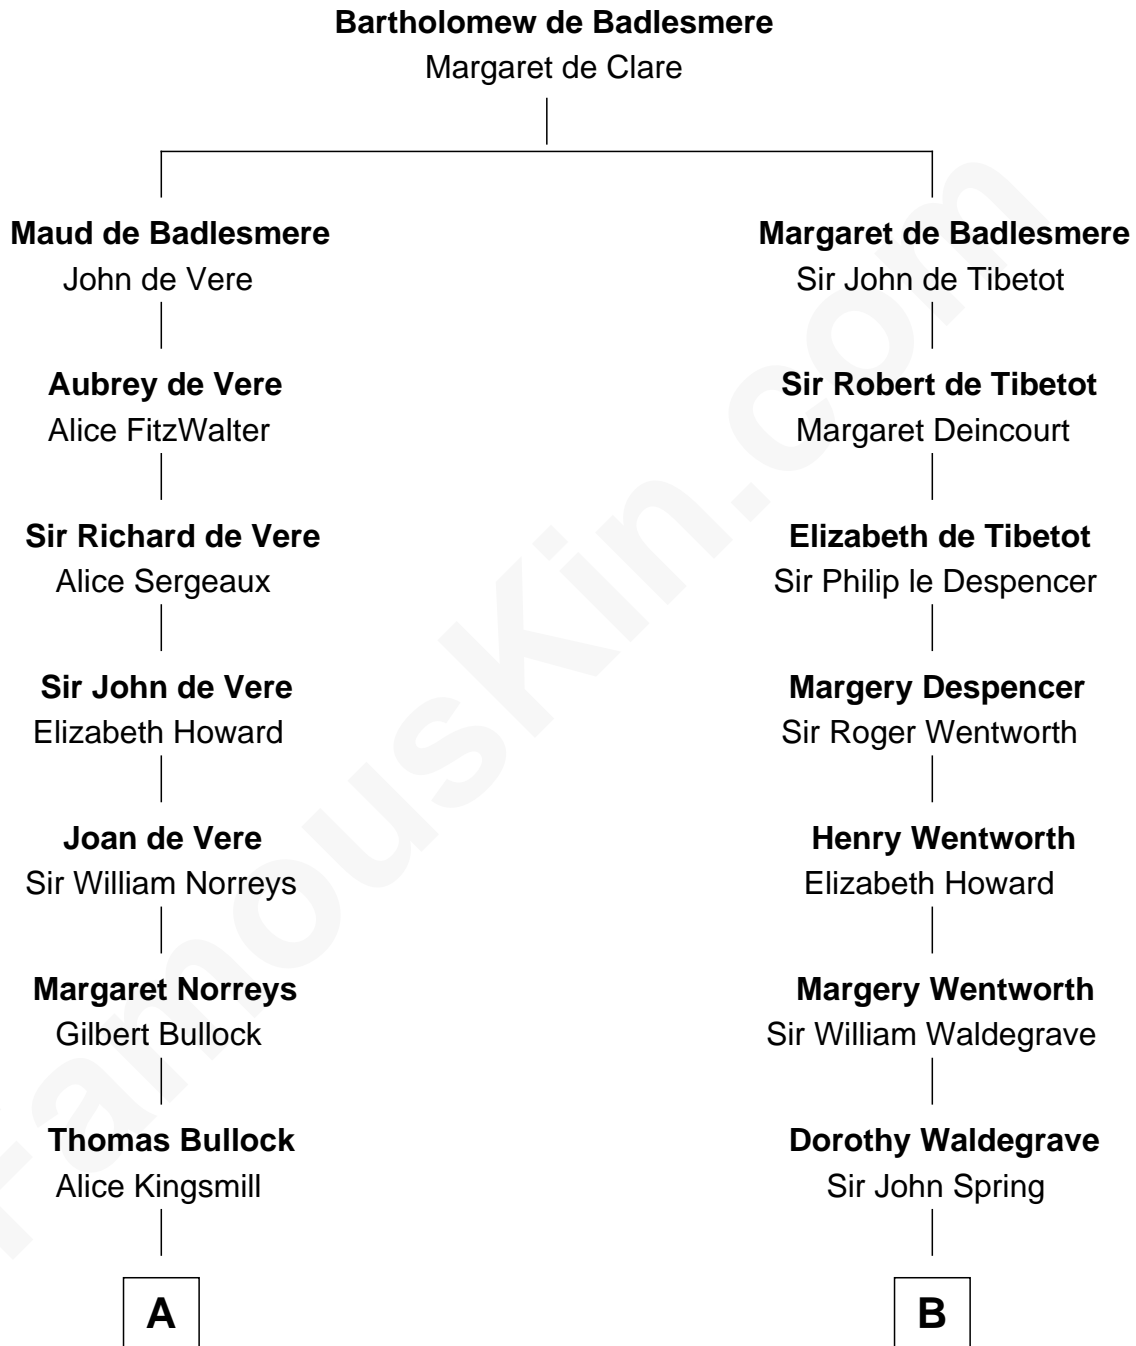 Bartholomew de Badlesmere
Margaret de Clare
Maud de Badlesmere
John de Vere
Margaret de Badlesmere
Sir John de Tibetot
Aubrey de Vere
Alice FitzWalter
Sir Robert de Tibetot
Margaret Deincourt
Sir Richard de Vere
Alice Sergeaux
Elizabeth de Tibetot
Sir Philip le Despencer
Sir John de Vere
Elizabeth Howard
Margery Despencer
Sir Roger Wentworth
Joan de Vere
Sir William Norreys
Henry Wentworth
Elizabeth Howard
Margaret Norreys
Gilbert Bullock
Margery Wentworth
Sir William Waldegrave
Thomas Bullock
Alice Kingsmill
Dorothy Waldegrave
Sir John Spring
A
B
FamousKin.com